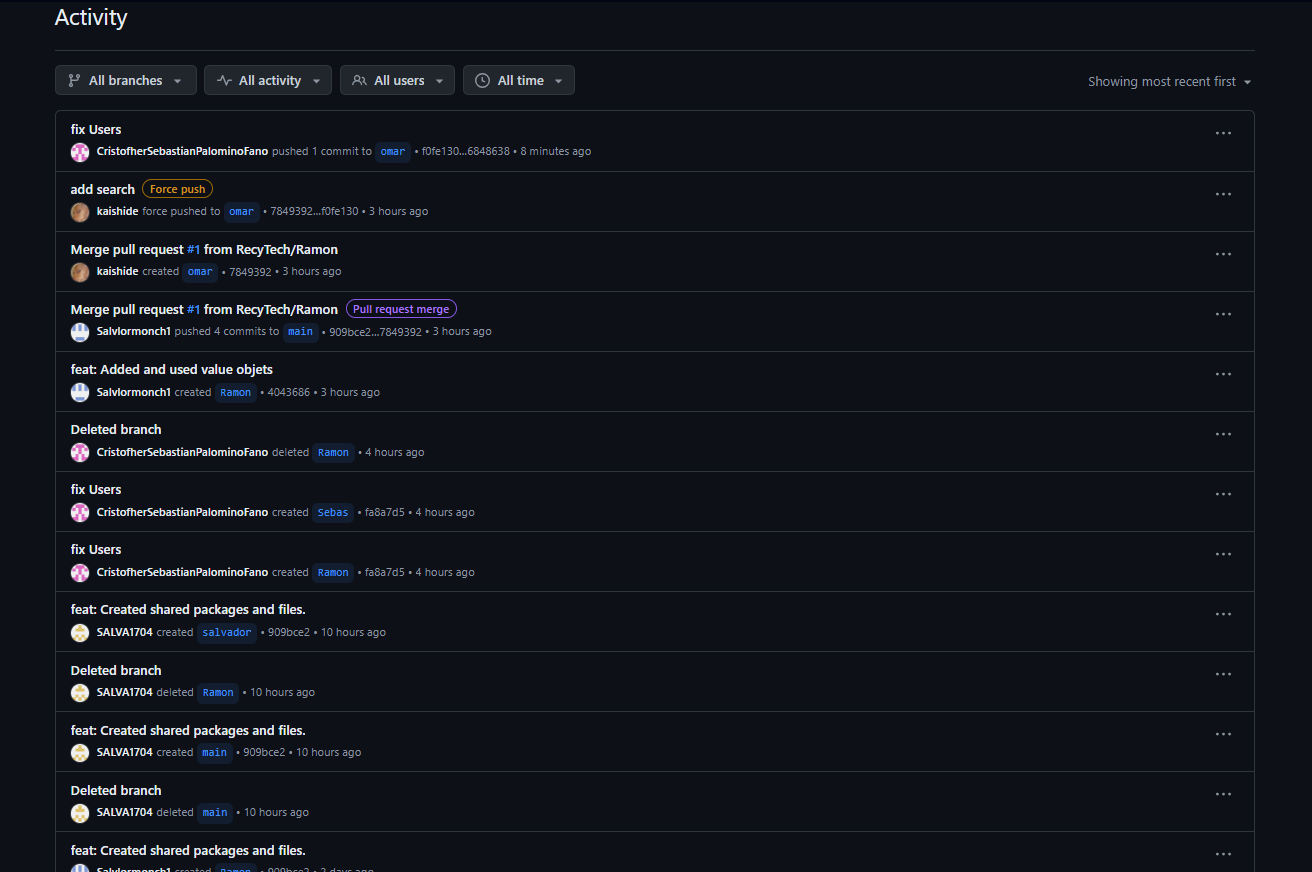 Activity
All branches All activity All users All time Showing most recent first
fix Users
CristofherSebastianPalominoFano pushed 1 commit to omar • f0fe130...6848638 • 8 minutes ago
add search Force push
kaishide force pushed to omar • 7849392...f0fe130 • 3 hours ago
Merge pull request #1 from RecyTech/Ramon
kaishide created omar • 7849392 • 3 hours ago
Merge pull request #1 from RecyTech/Ramon Pull request merge
Salvlormonch1 pushed 4 commits to main • 909bce2...7849392 • 3 hours ago
feat: Added and used value objets
Salvlormonch1 created Ramon • 4043686 • 3 hours ago
Deleted branch
CristofherSebastianPalominoFano deleted Ramon • 4 hours ago
fix Users
CristofherSebastianPalominoFano created Sebas • fa8a7d5 • 4 hours ago
fix Users
CristofherSebastianPalominoFano created Ramon • fa8a7d5 • 4 hours ago
feat: Created shared packages and files.
SALVA1704 created salvador • 909bce2 • 10 hours ago
Deleted branch
SALVA1704 deleted Ramon • 10 hours ago
feat: Created shared packages and files.
SALVA1704 created main • 909bce2 • 10 hours ago
Deleted branch
SALVA1704 deleted main • 10 hours ago
feat: Created shared packages and files.
Salvlormonch1 created Ramon • 909bce2 • 2 days ago